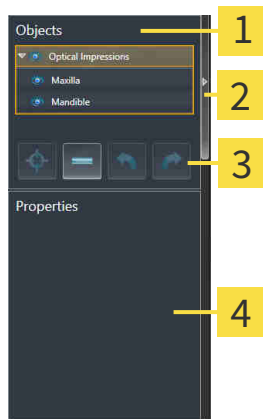 Objects
1
Optical Impressions
2
Maxilla
Mandible
3
Properties
4